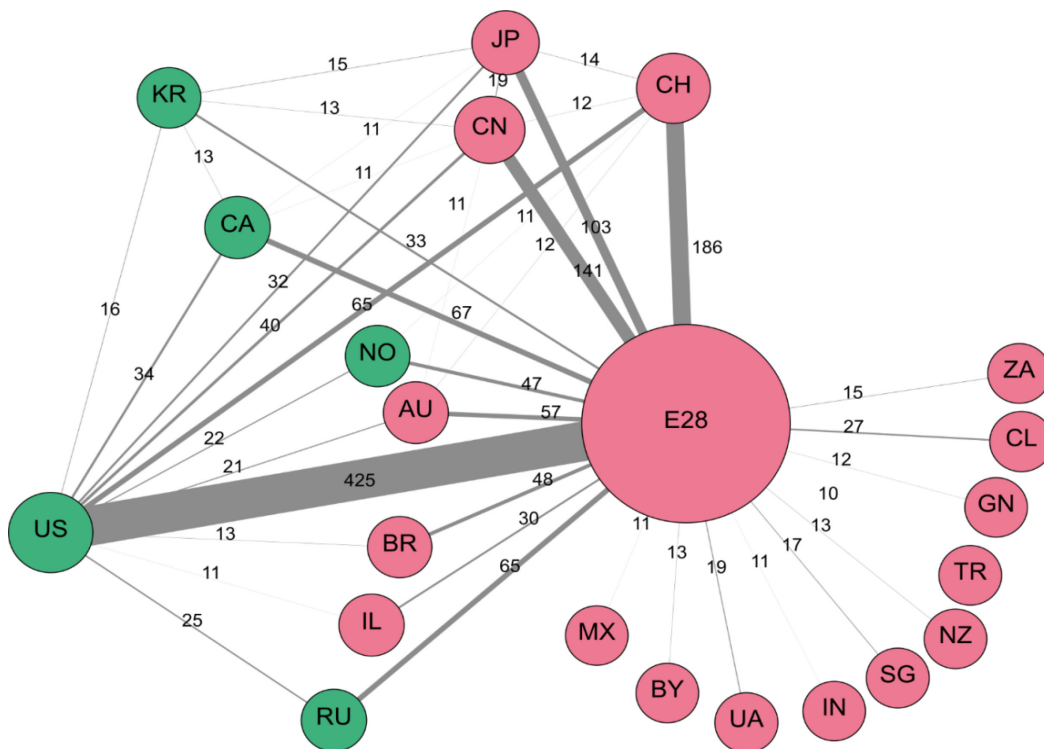 JP
15
14
KR
19
CH
13
12
CN
11
13
11
CA
11
11
33
103
12
186
141
32
65
67
40
16
NO
ZA
34
47
15
AU
57
E28
27
CL
22
21
12
425
48
10
GN
US
30
11
13
13
BR
13
17
19
11
11
65
TR
25
IL
MX
NZ
BY
SG
RU
UA
IN